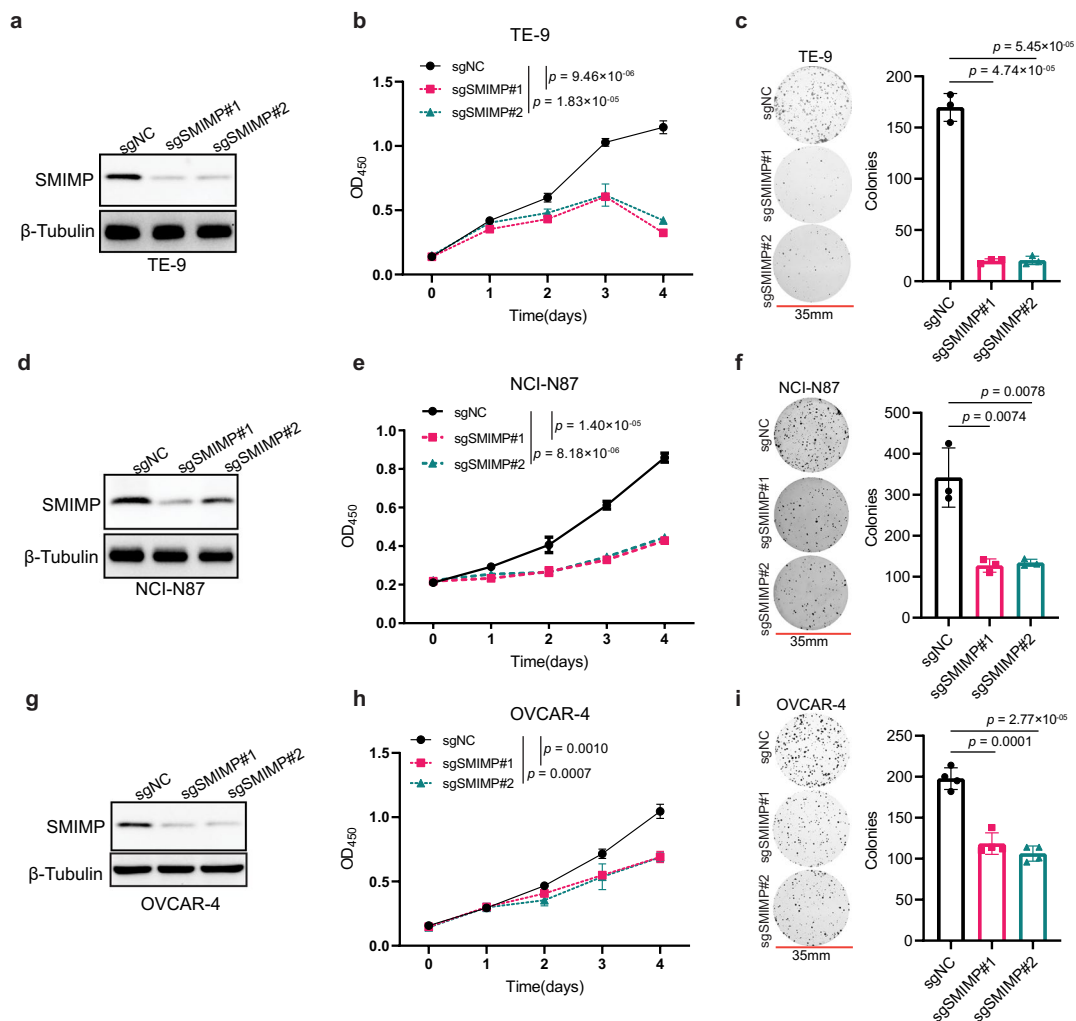 a
sgNC
sgSMIMP#1
sgSMIMP#2
SMIMP
β-Tubulin
TE-9
b
TE-9
sgNC
sgSMIMP#1
sgSMIMP#2
p = 9.46×10⁻⁰⁶
p = 1.83×10⁻⁰⁵
OD₄₅₀
1.5
1.0
0.5
0.0
0 1 2 3 4
Time(days)
c
TE-9
sgNC
sgSMIMP#1
sgSMIMP#2
35mm
p = 5.45×10⁻⁰⁵
p = 4.74×10⁻⁰⁵
Colonies
200
150
100
50
0
sgNC
sgSMIMP#1
sgSMIMP#2
d
sgNC
sgSMIMP#1
sgSMIMP#2
SMIMP
β-Tubulin
NCI-N87
e
NCI-N87
sgNC
sgSMIMP#1
sgSMIMP#2
p = 1.40×10⁻⁰⁵
p = 8.18×10⁻⁰⁶
OD₄₅₀
1.0
0.8
0.6
0.4
0.2
0.0
0 1 2 3 4
Time(days)
f
NCI-N87
sgNC
sgSMIMP#1
sgSMIMP#2
35mm
p = 0.0078
p = 0.0074
Colonies
500
400
300
200
100
0
sgNC
sgSMIMP#1
sgSMIMP#2
g
sgNC
sgSMIMP#1
sgSMIMP#2
SMIMP
β-Tubulin
OVCAR-4
h
OVCAR-4
sgNC
sgSMIMP#1
sgSMIMP#2
p = 0.0010
p = 0.0007
OD₄₅₀
1.5
1.0
0.5
0.0
0 1 2 3 4
Time(days)
i
OVCAR-4
sgNC
sgSMIMP#1
sgSMIMP#2
35mm
p = 2.77×10⁻⁰⁵
p = 0.0001
Colonies
250
200
150
100
50
0
sgNC
sgSMIMP#1
sgSMIMP#2